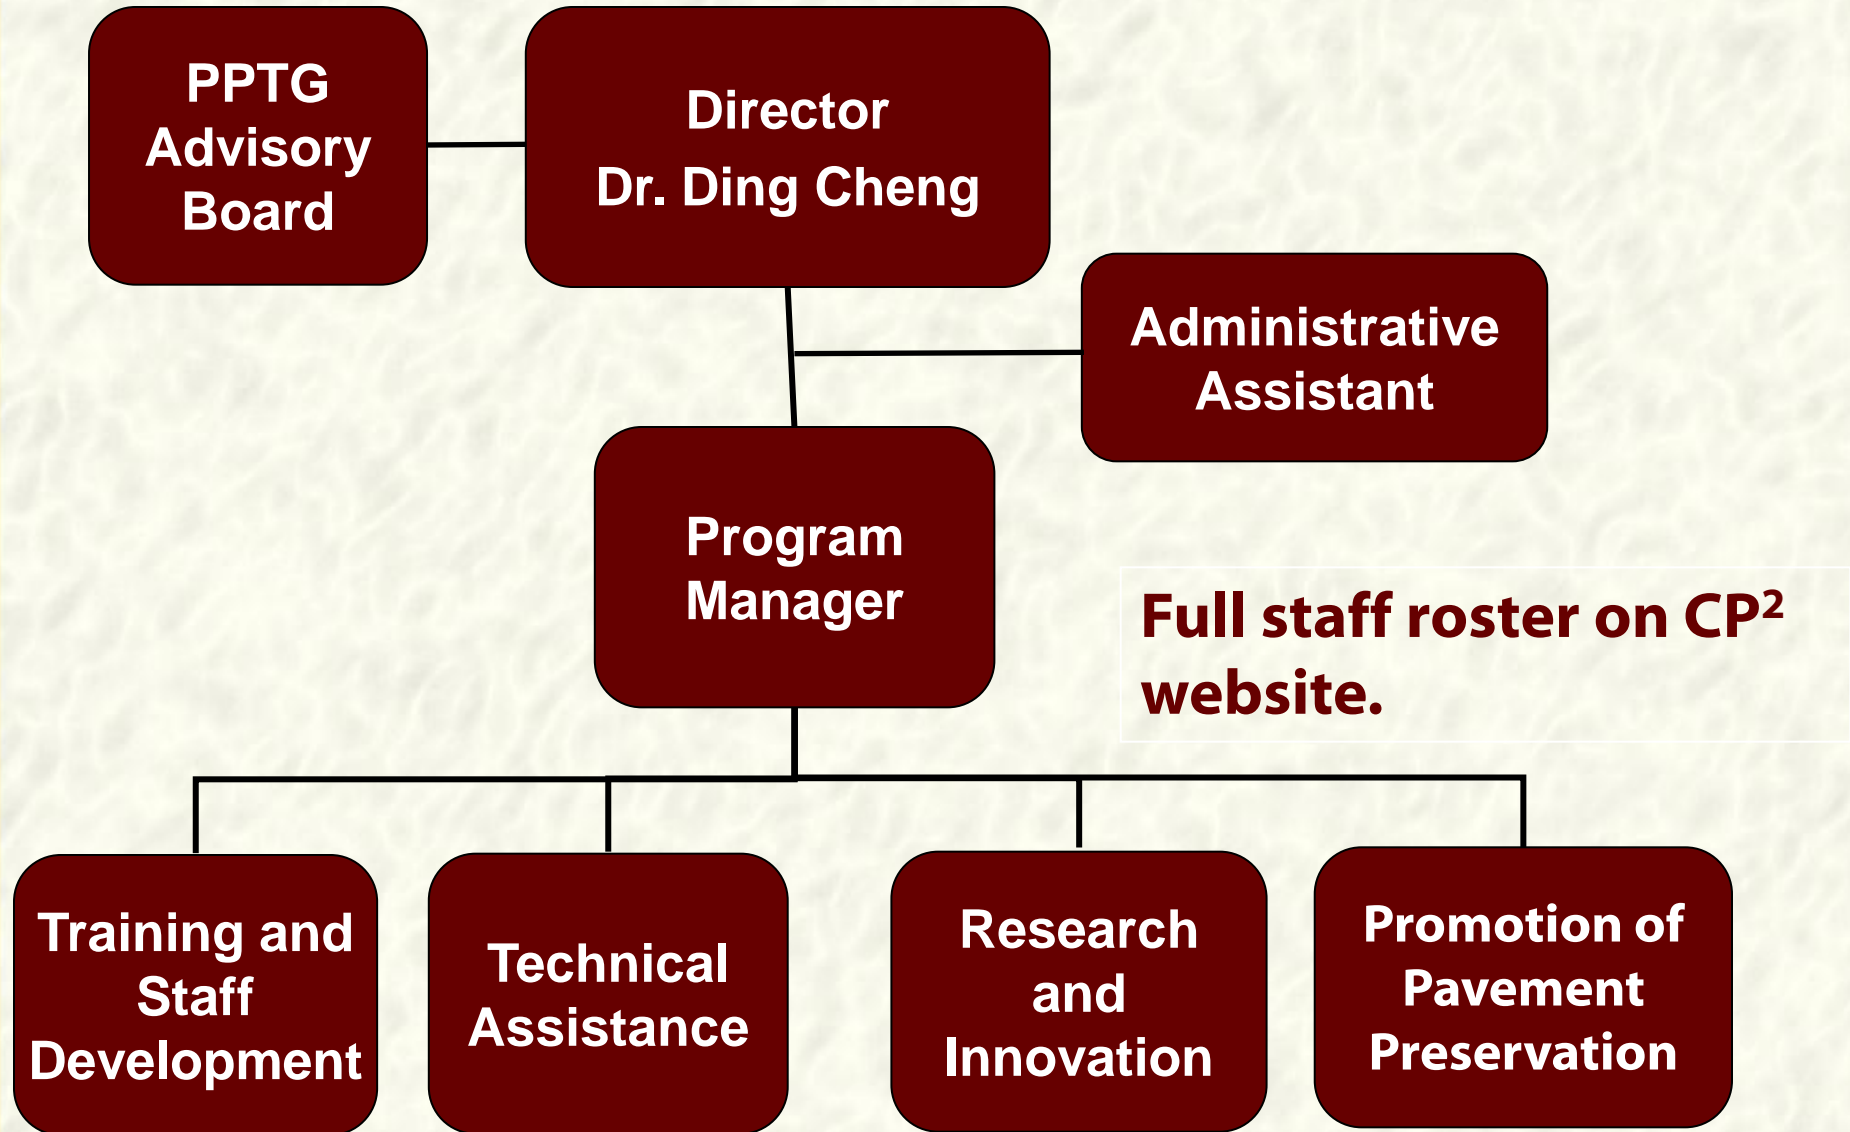 PPTG
Advisory
Board
Director
Dr. Ding Cheng
Administrative
Assistant
Program
Manager
Full staff roster on CP²
website.
Training and
Staff
Development
Technical
Assistance
Research
and
Innovation
Promotion of
Pavement
Preservation